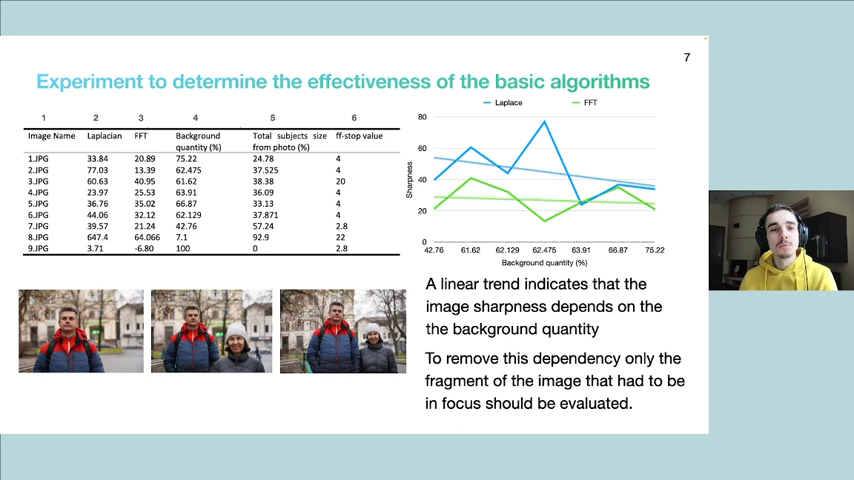 7
Experiment to determine the effectiveness of the basic algorithms
1 2 3 4 5 6
Image Name Laplacian FFT Background quantity (%) Total subjects size from photo (%) ff-stop value
1.JPG 33.84 20.89 75.22 24.78 4
2.JPG 77.03 13.39 62.475 37.525 4
3.JPG 60.63 40.95 61.62 38.38 20
4.JPG 23.97 25.53 63.91 36.09 4
5.JPG 36.76 35.02 66.87 33.13 4
6.JPG 44.06 32.12 62.129 37.871 4
7.JPG 39.57 21.24 42.76 57.24 2.8
8.JPG 647.4 64.066 7.1 92.9 22
9.JPG 3.71 -6.80 100 0 2.8
Laplace FFT
80
60
40
20
0
Sharpness
42.76 61.62 62.129 62.475 63.91 66.87 75.22
Background quantity (%)
A linear trend indicates that the
image sharpness depends on the
the background quantity
To remove this dependency only the
fragment of the image that had to be
in focus should be evaluated.